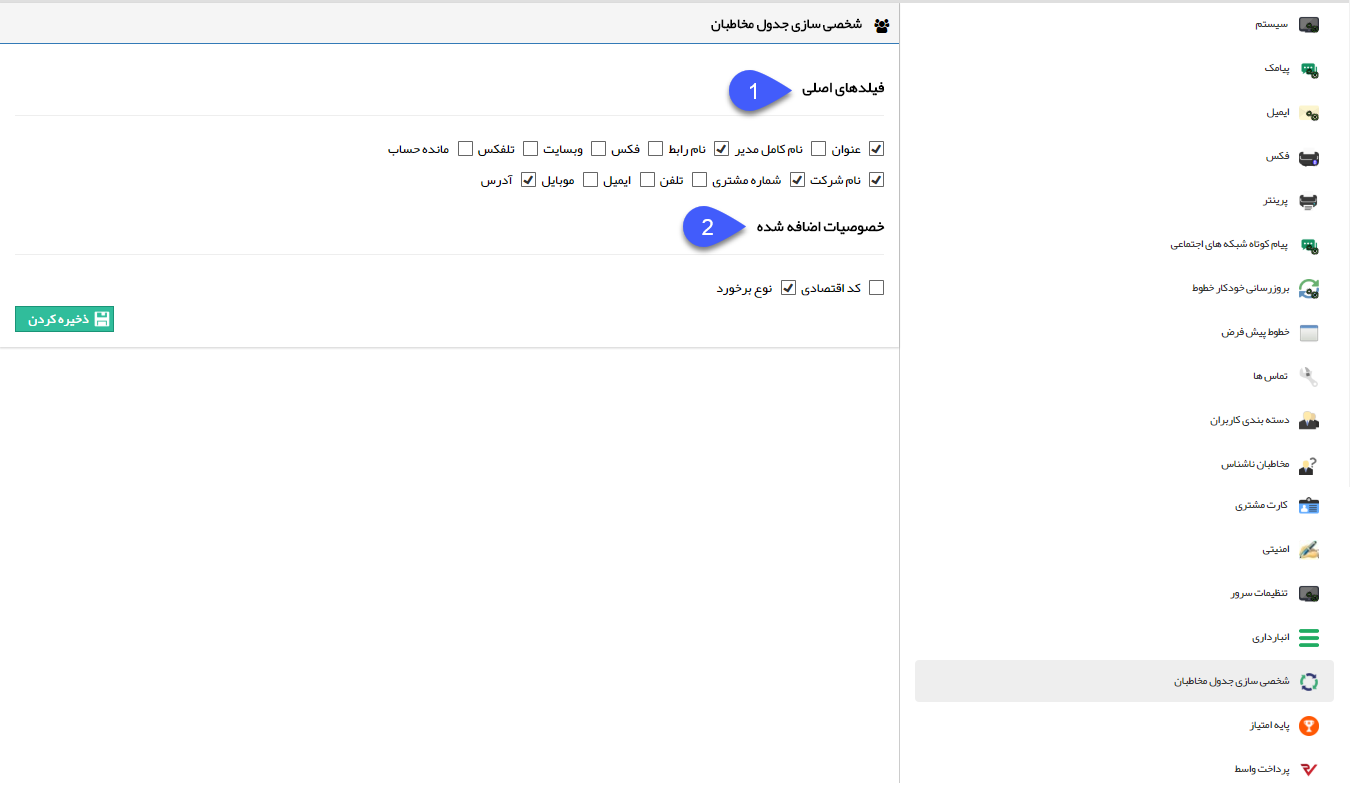 شخصی سازی جدول مخاطبان
فیلدهای اصلی
1
عنوان نام کامل مدیر نام رابط فکس وبسایت تلفکس مانده حساب
نام شرکت شماره مشتری تلفن ایمیل موبایل آدرس
خصوصیات اضافه شده
2
کد اقتصادی نوع برخورد
ذخیره کردن
سیستم
پیامک
ایمیل
فکس
پرینتر
پیام کوتاه شبکه های اجتماعی
بروزرسانی خودکار خطوط
خطوط پیش فرض
تماس ها
دسته بندی کاربران
مخاطبان ناشناس
کارت مشتری
امنیتی
تنظیمات سرور
انبارداری
شخصی سازی جدول مخاطبان
پایه امتیاز
پرداخت واسط